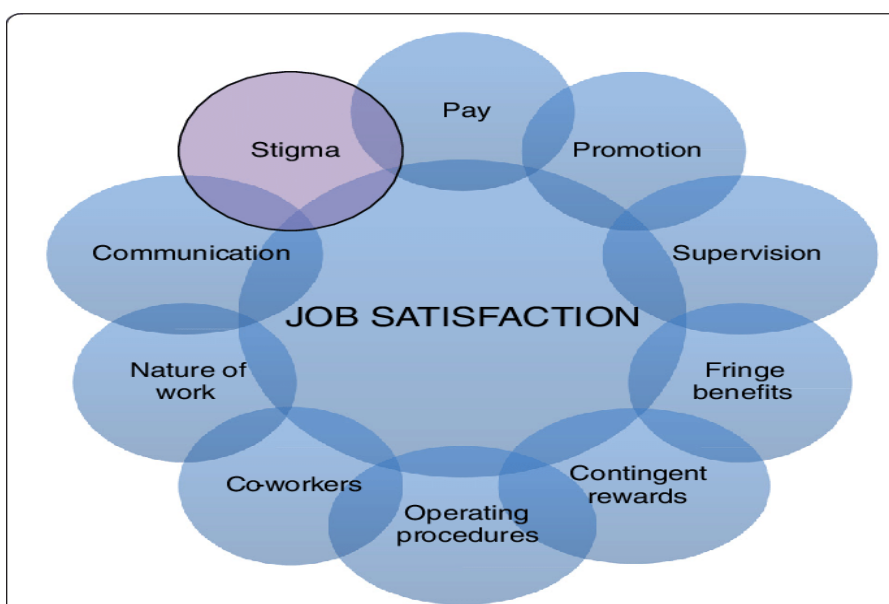 Pay
Stigma
Promotion
Communication
Supervision
JOB SATISFACTION
Nature of
work
Fringe
benefits
Co-workers
Contingent
rewards
Operating
procedures